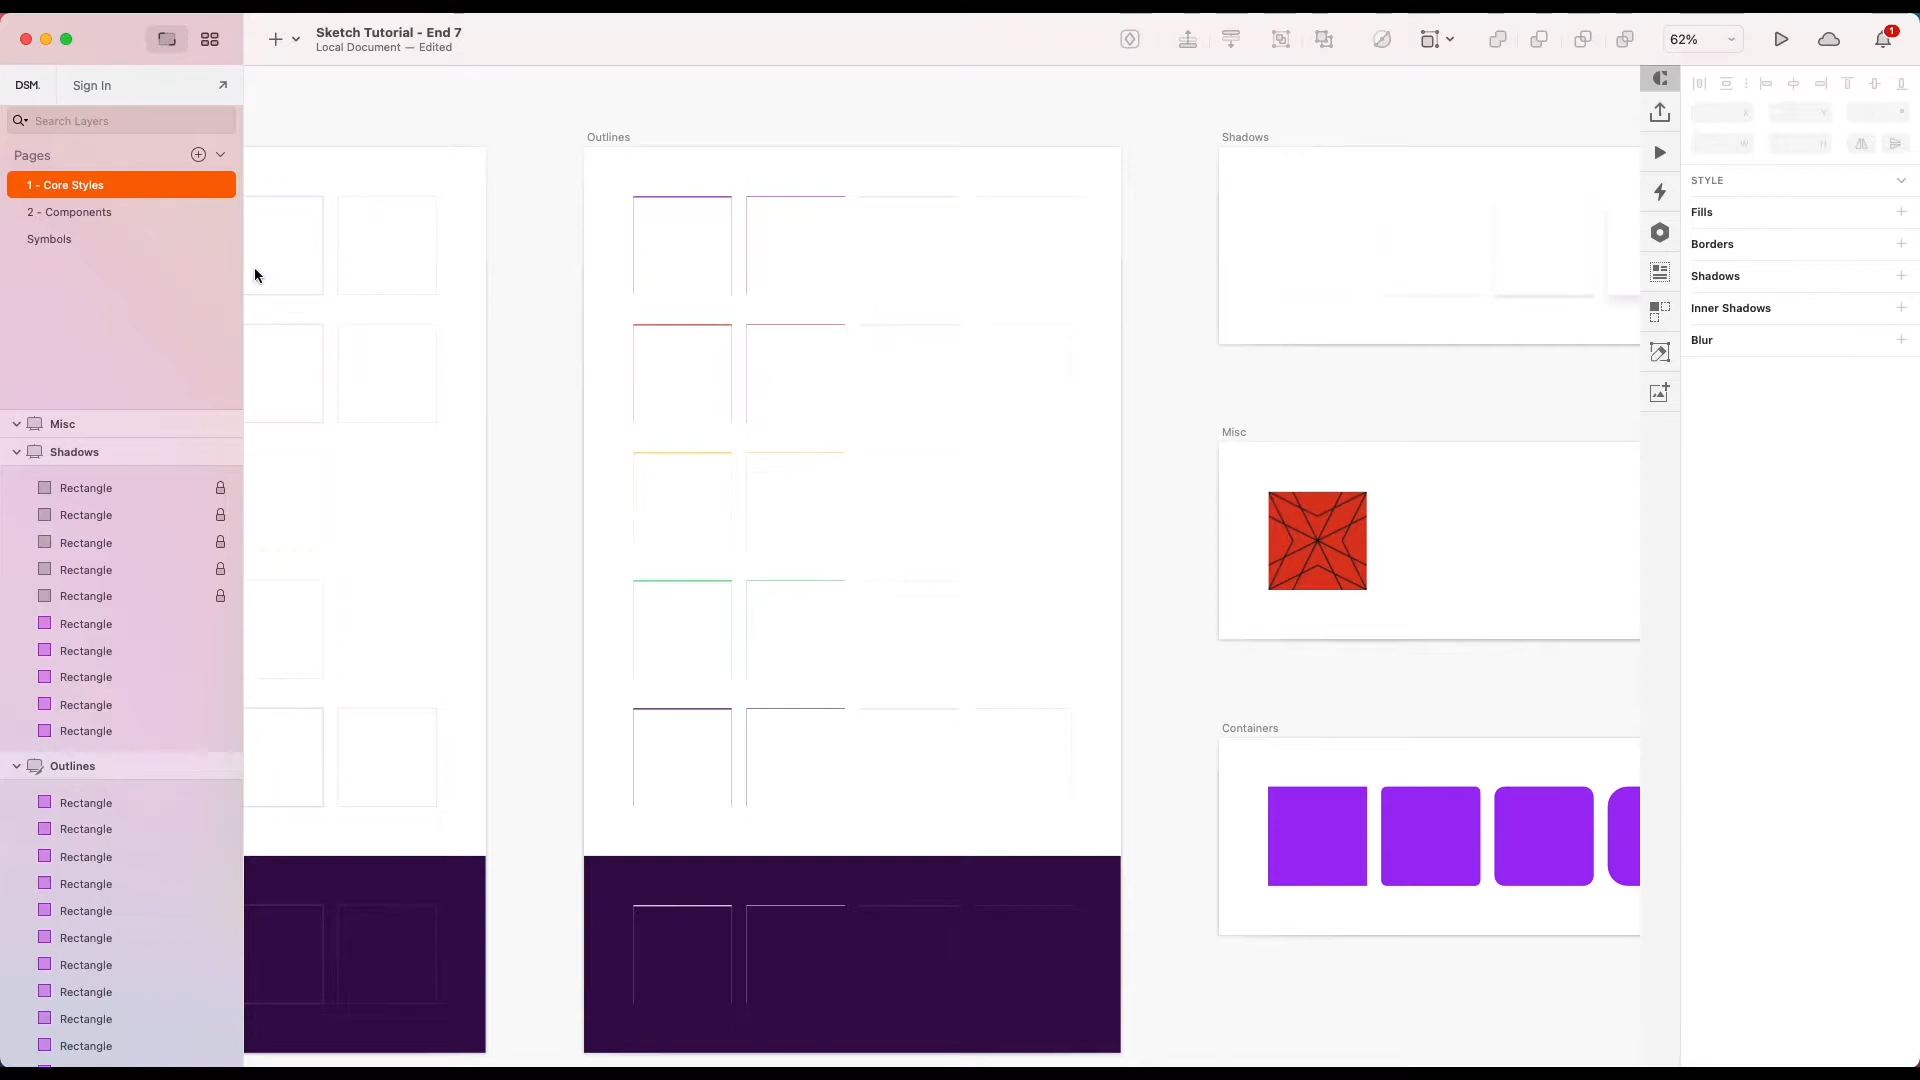 Sketch Tutorial - End 7
Local Document — Edited
62%
1
DSM.
Sign In
Search Layers
Pages
1 - Core Styles
2 - Components
Symbols
Misc
Shadows
Rectangle
Rectangle
Rectangle
Rectangle
Rectangle
Rectangle
Rectangle
Rectangle
Rectangle
Rectangle
Outlines
Rectangle
Rectangle
Rectangle
Rectangle
Rectangle
Rectangle
Rectangle
Rectangle
Rectangle
Rectangle
Outlines
Shadows
Misc
Containers
X
Y
°
W
H
STYLE
Fills
Borders
Shadows
Inner Shadows
Blur